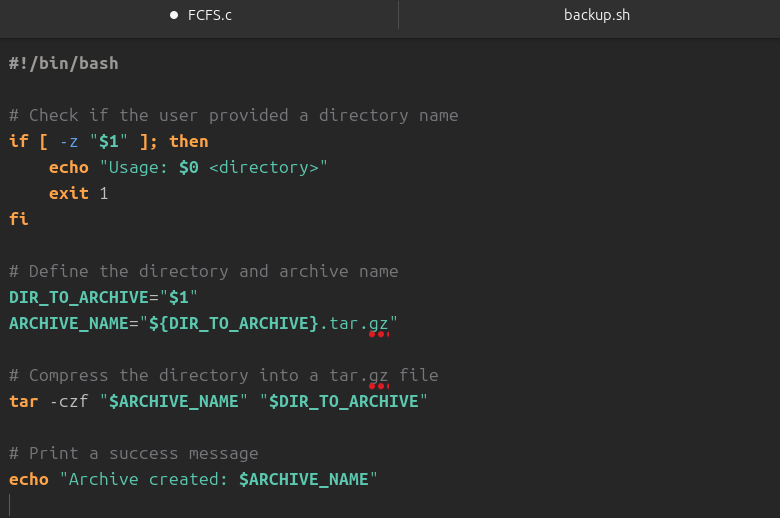 FCFS.c
backup.sh
#!/bin/bash
# Check if the user provided a directory name
if [ -z "$1" ]; then
    echo "Usage: $0 <directory>"
    exit 1
fi
# Define the directory and archive name
DIR_TO_ARCHIVE="$1"
ARCHIVE_NAME="${DIR_TO_ARCHIVE}.tar.gz"
# Compress the directory into a tar.gz file
tar -czf "$ARCHIVE_NAME" "$DIR_TO_ARCHIVE"
# Print a success message
echo "Archive created: $ARCHIVE_NAME"